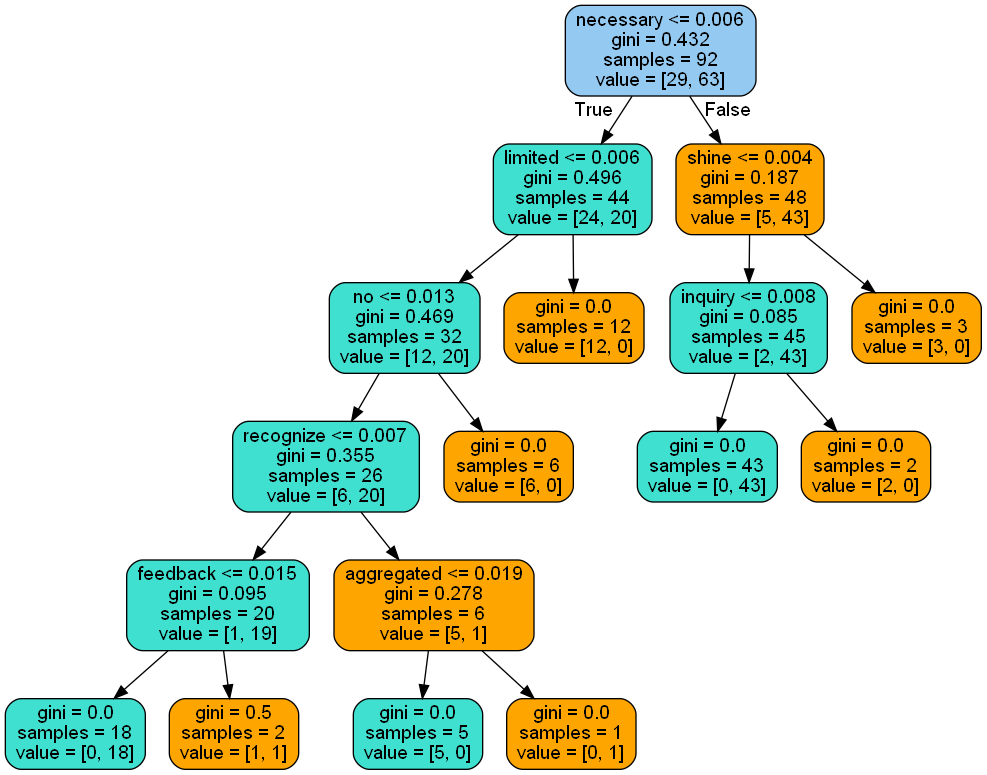 necessary <= 0.006
gini = 0.432
samples = 92
value = [29, 63]
True
False
limited <= 0.006
gini = 0.496
samples = 44
value = [24, 20]
shine <= 0.004
gini = 0.187
samples = 48
value = [5, 43]
no <= 0.013
gini = 0.469
samples = 32
value = [12, 20]
gini = 0.0
samples = 12
value = [12, 0]
inquiry <= 0.008
gini = 0.085
samples = 45
value = [2, 43]
gini = 0.0
samples = 3
value = [3, 0]
recognize <= 0.007
gini = 0.355
samples = 26
value = [6, 20]
gini = 0.0
samples = 6
value = [6, 0]
gini = 0.0
samples = 43
value = [0, 43]
gini = 0.0
samples = 2
value = [2, 0]
feedback <= 0.015
gini = 0.095
samples = 20
value = [1, 19]
aggregated <= 0.019
gini = 0.278
samples = 6
value = [5, 1]
gini = 0.0
samples = 18
value = [0, 18]
gini = 0.5
samples = 2
value = [1, 1]
gini = 0.0
samples = 5
value = [5, 0]
gini = 0.0
samples = 1
value = [0, 1]